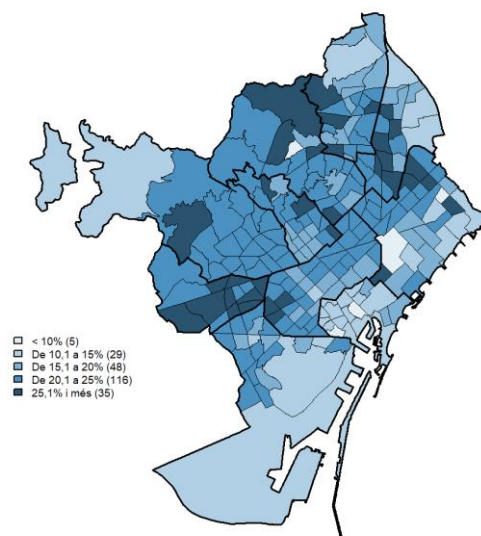 < 10% (5)
De 10,1 a 15% (29)
De 15,1 a 20% (48)
De 20,1 a 25% (116)
25,1% i més (35)